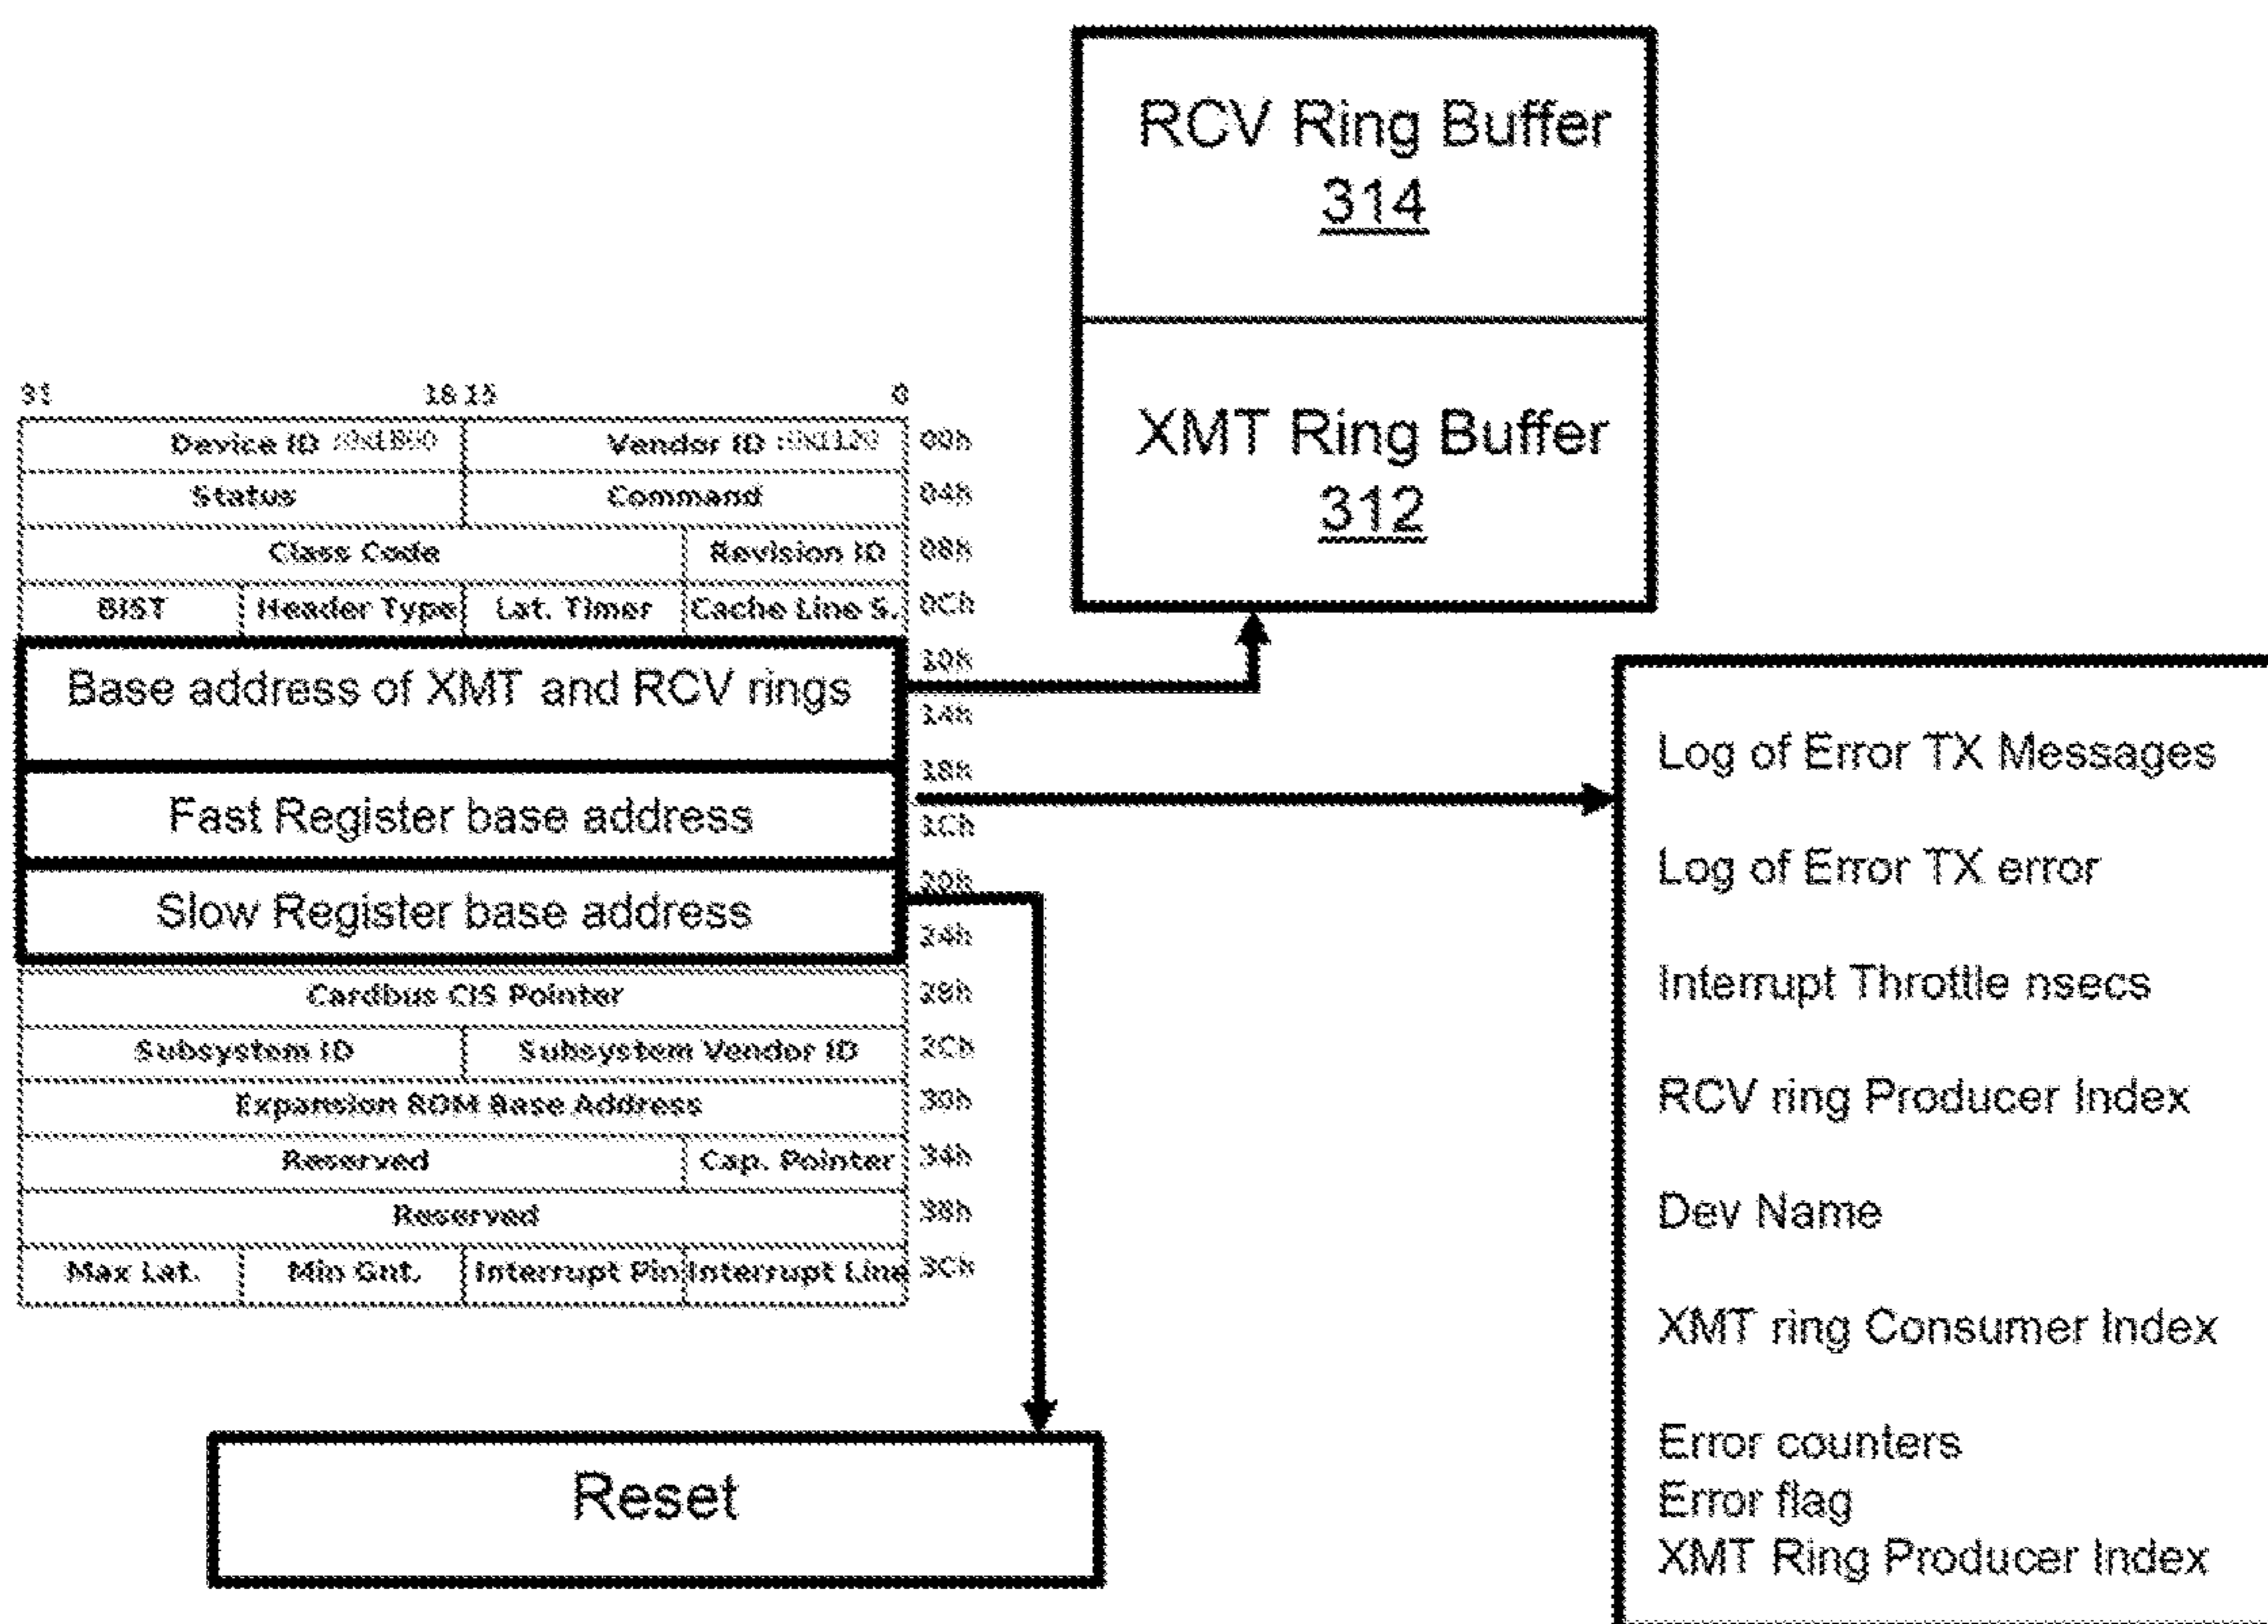 RCV Ring Buffer
314
XMT Ring Buffer
312
31 16 15 0
Device ID Vendor ID 00h
Status Command 04h
Class Code Revision ID 08h
BIST Header Type Lat. Timer Cache Line S. 0Ch
Base address of XMT and RCV rings 10h
14h
18h
Fast Register base address 1Ch
20h
Slow Register base address
24h
Cardbus CIS Pointer 28h
Subsystem ID Subsystem Vendor ID 2Ch
Expansion ROM Base Address 30h
Reserved Cap. Pointer 34h
Reserved 38h
Max Lat. Min Gnt. Interrupt Pin Interrupt Line 3Ch
Reset
Log of Error TX Messages
Log of Error TX error
Interrupt Throttle nsecs
RCV ring Producer Index
Dev Name
XMT ring Consumer Index
Error counters
Error flag
XMT Ring Producer Index